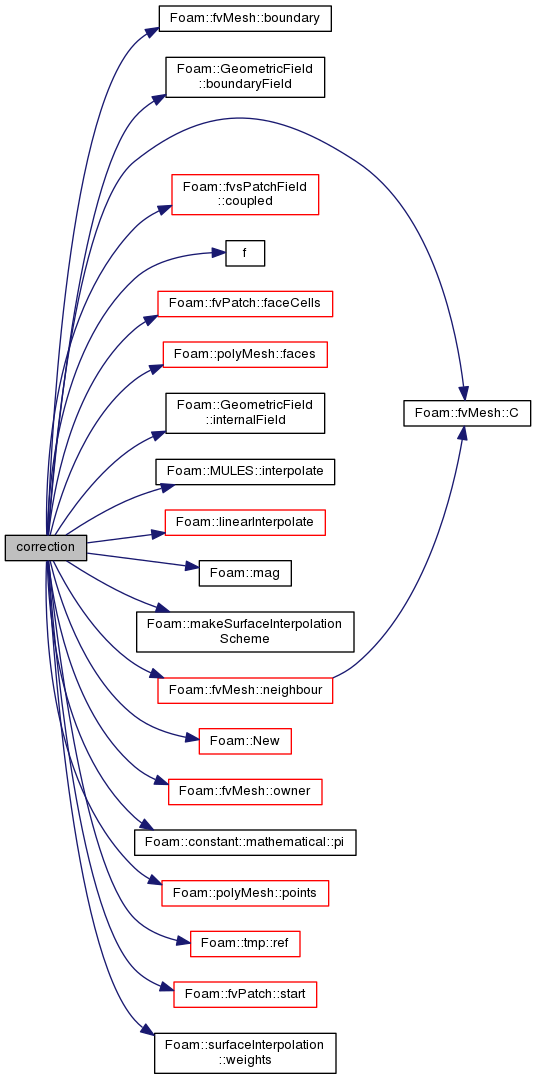 Foam::fvMesh::boundary
Foam::GeometricField
::boundaryField
Foam::fvsPatchField
::coupled
f
Foam::fvPatch::faceCells
Foam::polyMesh::faces
Foam::GeometricField
::internalField
Foam::fvMesh::C
Foam::MULES::interpolate
Foam::linearInterpolate
correction
Foam::mag
Foam::makeSurfaceInterpolation
Scheme
Foam::fvMesh::neighbour
Foam::New
Foam::fvMesh::owner
Foam::constant::mathematical::pi
Foam::polyMesh::points
Foam::tmp::ref
Foam::fvPatch::start
Foam::surfaceInterpolation
::weights